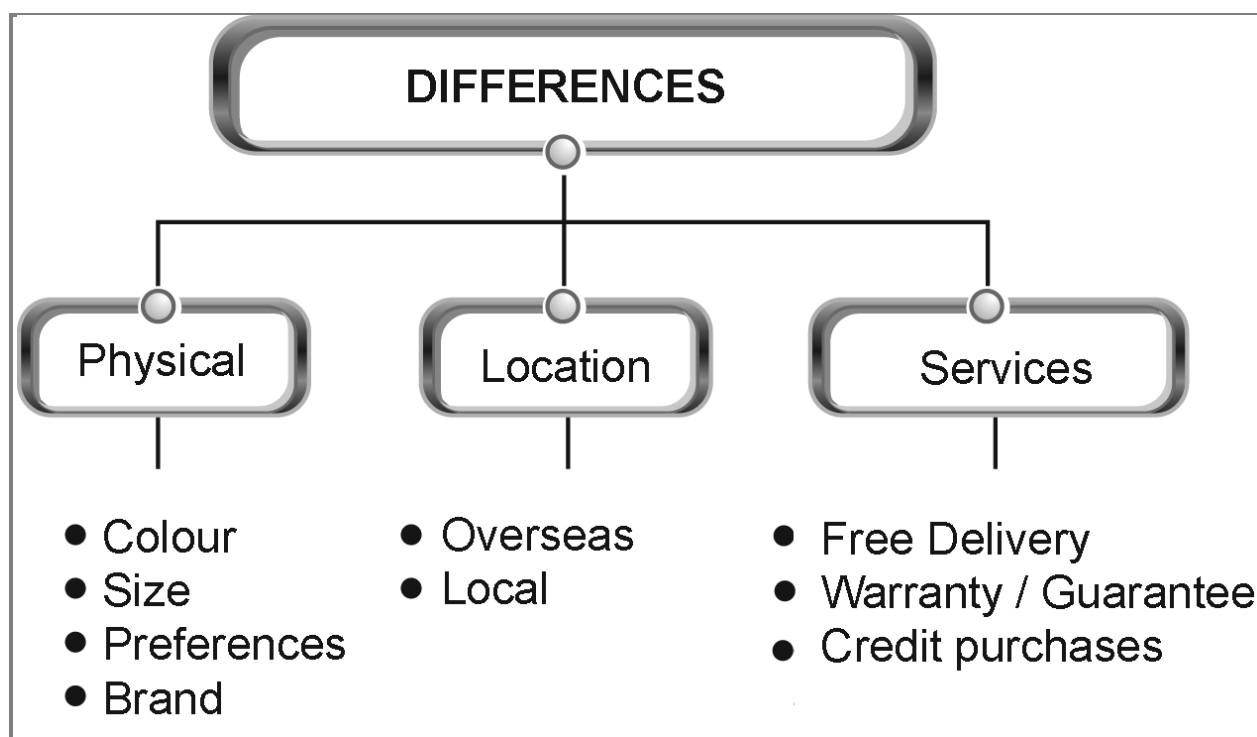 DIFFERENCES
Physical
Location
Services
● Colour
● Size
● Preferences
● Brand
● Overseas
● Local
● Free Delivery
● Warranty / Guarantee
● Credit purchases